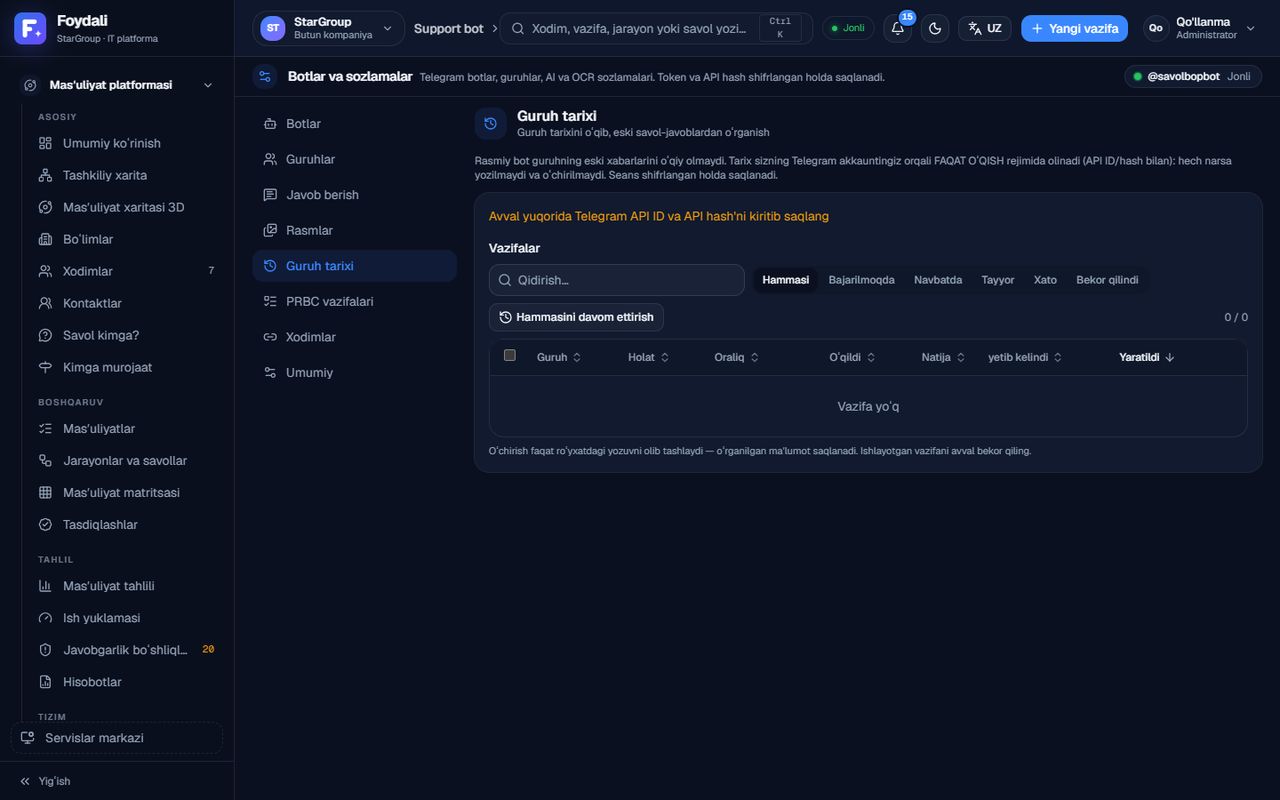 Foydali
StarGroup · IT platforma
Mas'uliyat platformasi
ASOSIY
Umumiy ko'rinish
Tashkiliy xarita
Mas'uliyat xaritasi 3D
Bo'limlar
Xodimlar 7
Kontaktlar
Savol kimga?
Kimga murojaat
BOSHQARUV
Mas'uliyatlar
Jarayonlar va savollar
Mas'uliyat matritsasi
Tasdiqlashlar
TAHLIL
Mas'uliyat tahlili
Ish yuklamasi
Javobgarlik bo'shliql... 20
Hisobotlar
TIZIM
Servislar markazi
Yig'ish
ST StarGroup
Butun kompaniya
Support bot
Xodim, vazifa, jarayon yoki savol yozi... Ctrl K
Jonli
15
UZ
+ Yangi vazifa
Qo Qo'llanma
Administrator
Botlar va sozlamalar Telegram botlar, guruhlar, AI va OCR sozlamalari. Token va API hash shifrlangan holda saqlanadi.
@savolbopbot Jonli
Botlar
Guruhlar
Javob berish
Rasmlar
Guruh tarixi
PRBC vazifalari
Xodimlar
Umumiy
Guruh tarixi
Guruh tarixini o'qib, eski savol-javoblardan o'rganish
Rasmiy bot guruhning eski xabarlarini o'qiy olmaydi. Tarix sizning Telegram akkauntingiz orqali FAQAT O'QISH rejimida olinadi (API ID/hash bilan): hech narsa
yozilmaydi va o'chirilmaydi. Seans shifrlangan holda saqlanadi.
Avval yuqorida Telegram API ID va API hash'ni kiritib saqlang
Vazifalar
Qidirish...
Hammasi Bajarilmoqda Navbatda Tayyor Xato Bekor qilindi
Hammasini davom ettirish
0 / 0
Guruh Holat Oraliq O'qildi Natija yetib kelindi Yaratildi
Vazifa yo'q
O'chirish faqat ro'yxatdagi yozuvni olib tashlaydi — o'rganilgan ma'lumot saqlanadi. Ishlayotgan vazifani avval bekor qiling.